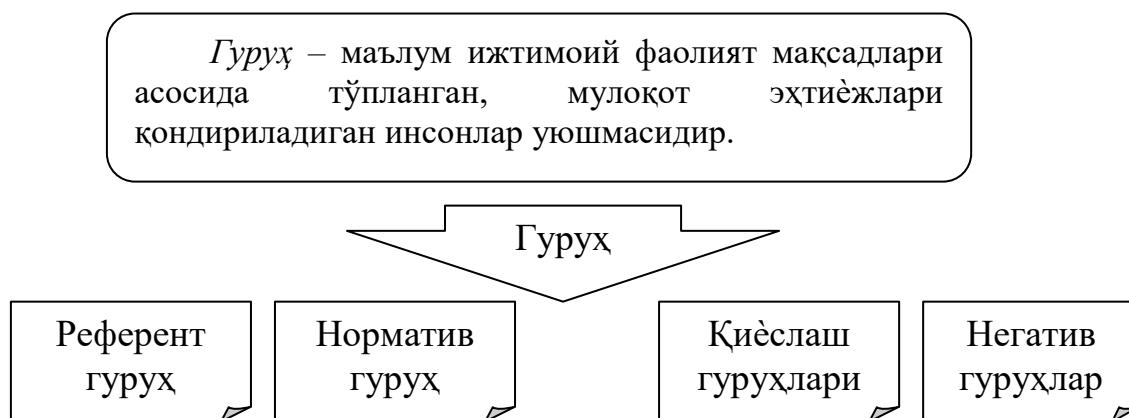 Гуруҳ – маълум ижтимоий фаолият мақсадлари
асосида тўпланган, мулоқот эҳтиѐжлари
қондириладиган инсонлар уюшмасидир.
Гуруҳ
Референт
гуруҳ
Норматив
гуруҳ
Қиѐслаш
гуруҳлари
Негатив
гуруҳлар